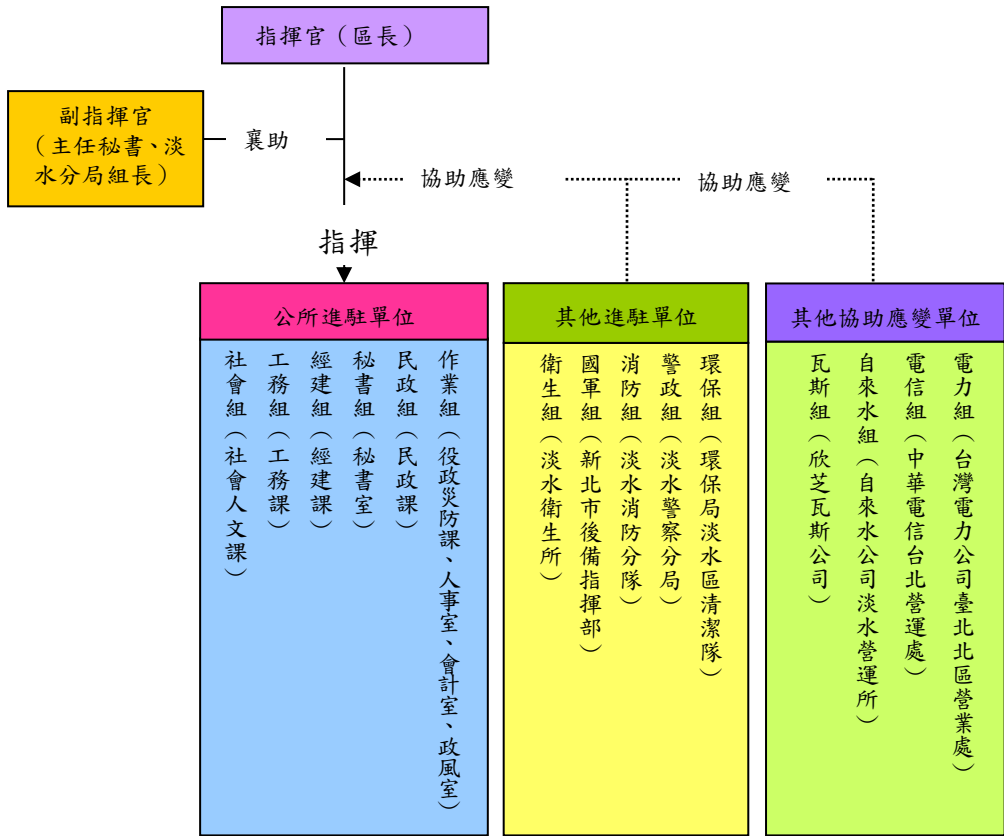 指揮官（區長）
副指揮官
（主任秘書、淡
水分局組長）
襄助
協助應變
協助應變
指揮
公所進駐單位
作業組（役政災防課、人事室、會計室、政風室）
民政組（民政課）
秘書組（秘書室）
經建組（經建課）
工務組（工務課）
社會組（社會人文課）
其他進駐單位
環保組（環保局淡水區清潔隊）
警政組（淡水警察分局）
消防組（淡水消防分隊）
國軍組（新北市後備指揮部）
衛生組（淡水衛生所）
其他協助應變單位
電力組（台灣電力公司臺北北區營業處）
電信組（中華電信台北營運處）
自來水組（自來水公司淡水營運所）
瓦斯組（欣芝瓦斯公司）